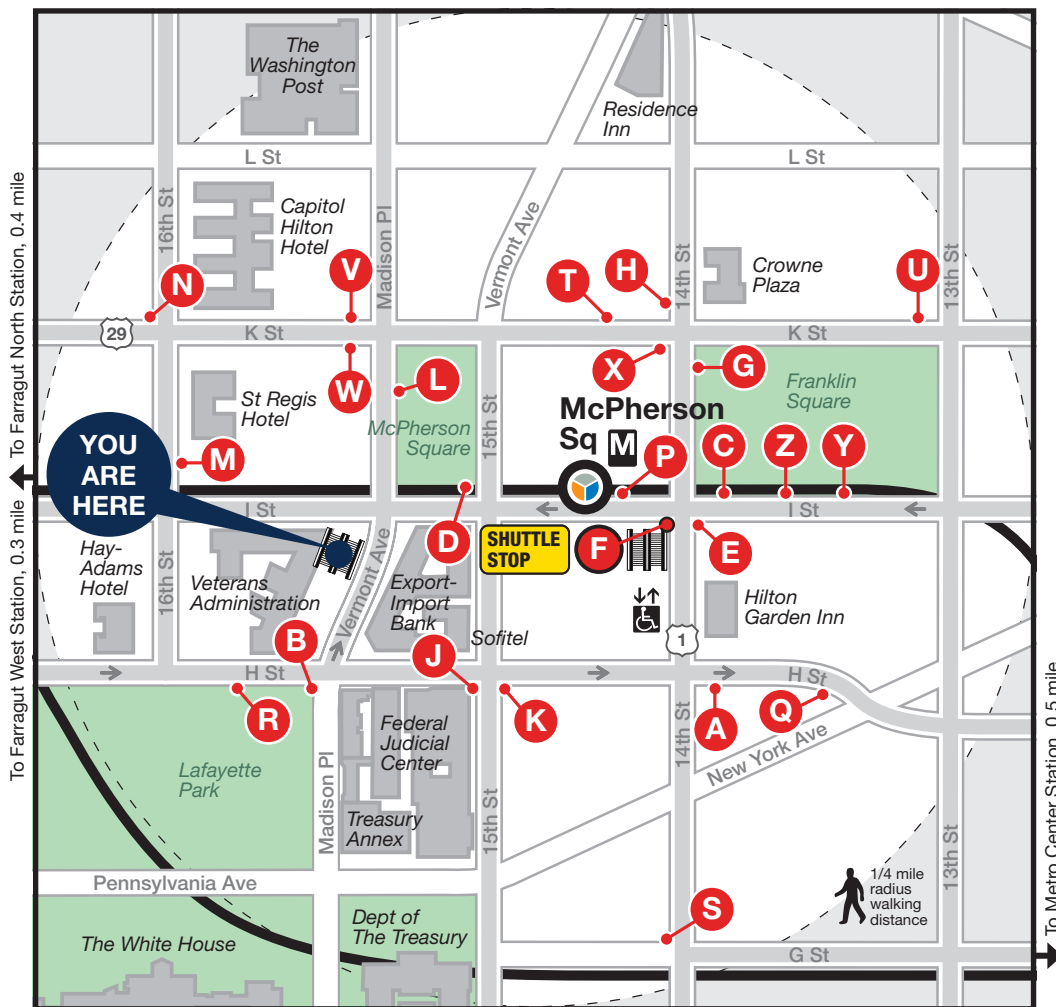 The
Washington
Post
Residence
Inn
L St
L St
To Farragut North Station, 0.4 mile
16th St
Capitol
Hilton
Hotel
Madison Pl
Vermont Ave
14th St
Crowne
Plaza
13th St
N
V
T
H
U
29
K St
K St
W
L
X
G
St Regis
Hotel
McPherson
Square
15th St
McPherson
Sq
M
Franklin
Square
YOU
ARE
HERE
M
P
C
Z
Y
I St
I St
D
SHUTTLE
STOP
F
E
To Farragut West Station, 0.3 mile
Hay-
Adams
Hotel
16th St
Veterans
Administration
Vermont Ave
Export-
Import
Bank
Sofitel
Hilton
Garden Inn
1
B
J
H St
H St
R
K
A
Q
Lafayette
Park
Madison Pl
Federal
Judicial
Center
Treasury
Annex
15th St
14th St
New York Ave
13th St
To Metro Center Station, 0.5 mile
Pennsylvania Ave
1/4 mile
radius
walking
distance
S
The White House
Dept of
The Treasury
G St